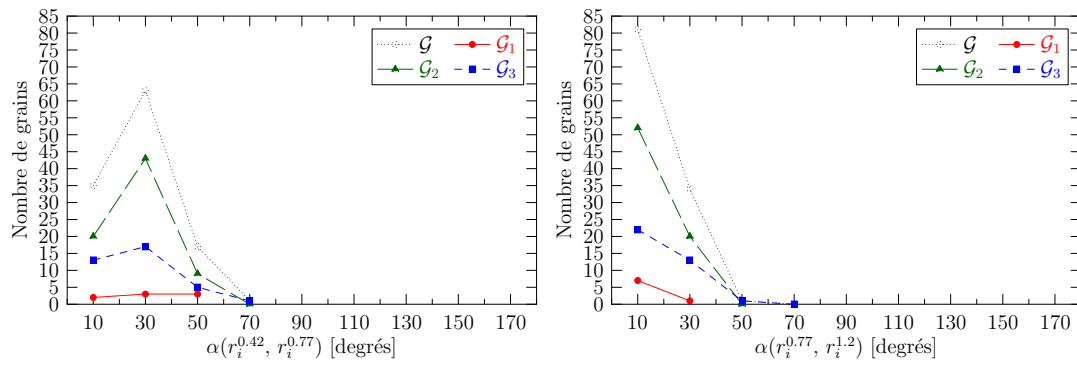 85
80
75
70
65
60
55
50
45
40
35
30
25
20
15
10
5
0
Nombre de grains
𝒢
𝒢₁
𝒢₂
𝒢₃
10 30 50 70 90 110 130 150 170
α(r_i^0.42, r_i^0.77) [degrés]
85
80
75
70
65
60
55
50
45
40
35
30
25
20
15
10
5
0
Nombre de grains
𝒢
𝒢₁
𝒢₂
𝒢₃
10 30 50 70 90 110 130 150 170
α(r_i^0.77, r_i^1.2) [degrés]